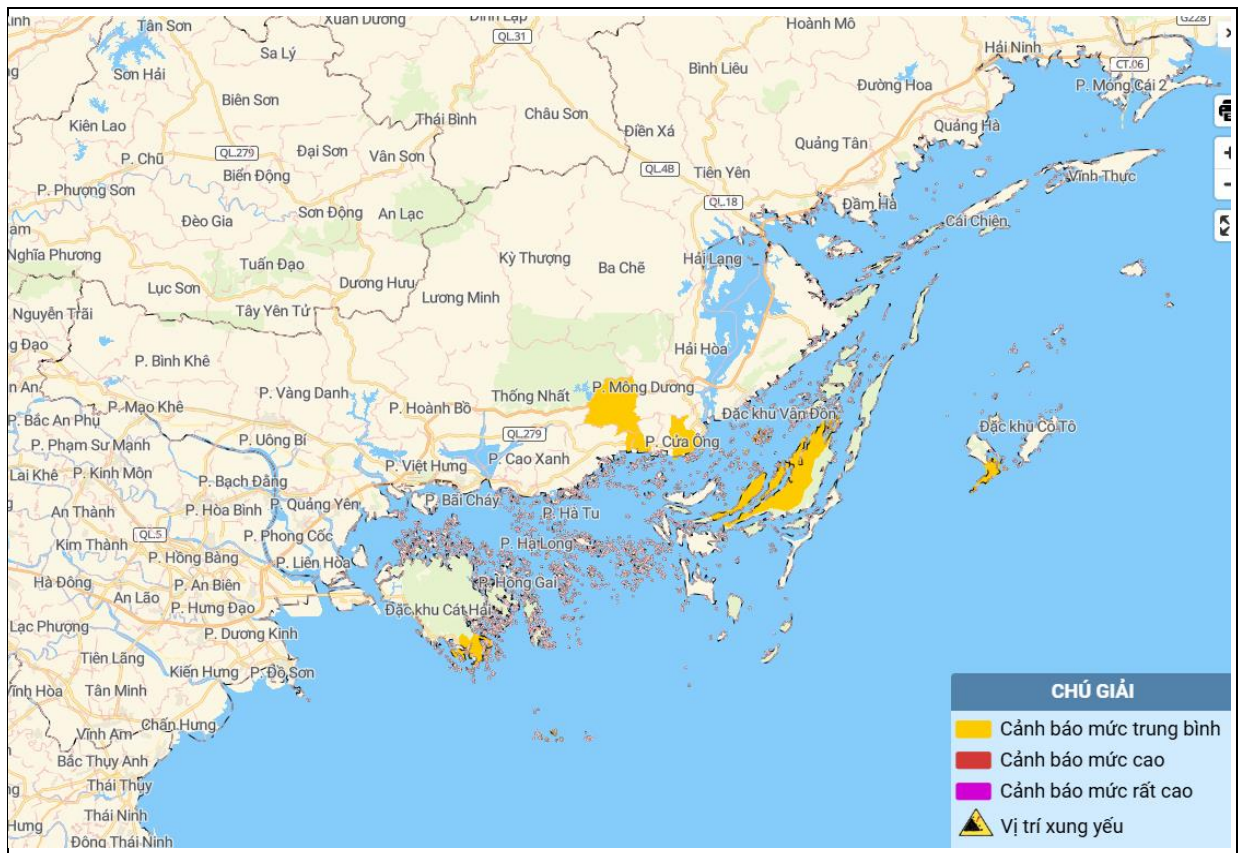 Tân Sơn
Xuân Dương
Đình Lập
QL.31
Hoành Mô
G228
Sa Lý
Hải Ninh
Sơn Hải
Bình Liêu
CT.06
P. Móng Cái 2
Biên Sơn
Đường Hoa
Thái Bình
Châu Sơn
Kiên Lao
Điền Xá
Quảng Hà
P. Chũ
QL.279
Đại Sơn
Vân Sơn
Quảng Tân
Biển Động
QL.4B
Tiên Yên
Vĩnh Thực
P. Phượng Sơn
QL.18
Đầm Hà
Sơn Động
An Lạc
Đèo Gia
Cái Chiên
Nghĩa Phương
Kỳ Thượng
Hải Lạng
Tuấn Đạo
Ba Chẽ
Dương Hưu
Lục Sơn
Lương Minh
Tây Yên Tử
Nguyễn Trãi
Hải Hòa
P. Bình Khê
P. Mông Dương
P. Vàng Danh
Thống Nhất
P. Mạo Khê
P. Hoành Bồ
Đặc khu Vân Đồn
P. Bắc An Phụ
Đặc khu Cô Tô
QL.279
P. Uông Bí
P. Cửa Ông
P. Phạm Sư Mạnh
P. Cao Xanh
P. Việt Hưng
Lai Khê
P. Kinh Môn
P. Bạch Đằng
P. Bãi Cháy
P. Quảng Yên
An Thành
P. Hòa Bình
P. Hà Tu
QL.5
P. Phong Cốc
Kim Thành
P. Hạ Long
P. Hồng Bàng
P. Liên Hòa
Hà Đông
P. An Biên
P. Hồng Gai
An Lão
P. Hưng Đạo
Đặc khu Cát Hải
Lạc Phượng
P. Dương Kinh
Tiên Lãng
Kiến Hưng
P. Đồ Sơn
Vĩnh Hòa
Tân Minh
CHÚ GIẢI
Chấn Hưng
Cảnh báo mức trung bình
Vĩnh Am
Bắc Thụy Anh
Cảnh báo mức cao
Thái Thụy
Cảnh báo mức rất cao
Thái Ninh
Vị trí xung yếu
Đông Thái Ninh